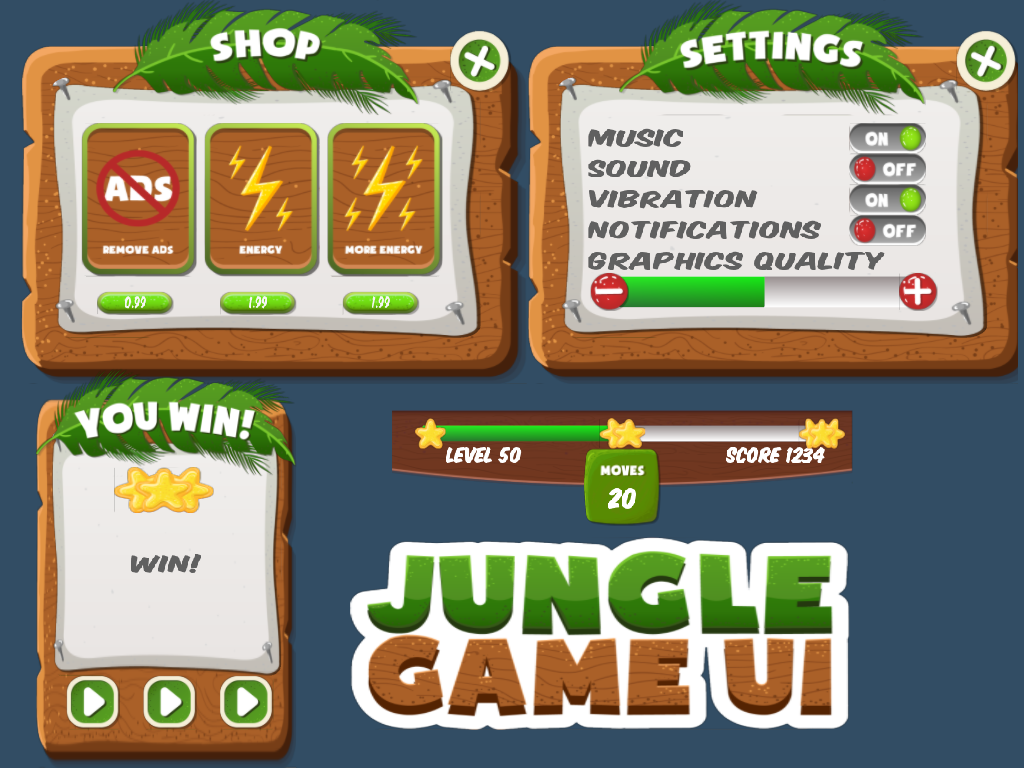 SHOP
ADS
REMOVE ADS
ENERGY
MORE ENERGY
0.99
1.99
1.99
SETTINGS
MUSIC ON
SOUND OFF
VIBRATION ON
NOTIFICATIONS OFF
GRAPHICS QUALITY
YOU WIN!
WIN!
LEVEL 50
SCORE 1234
MOVES
20
JUNGLE
GAME UI